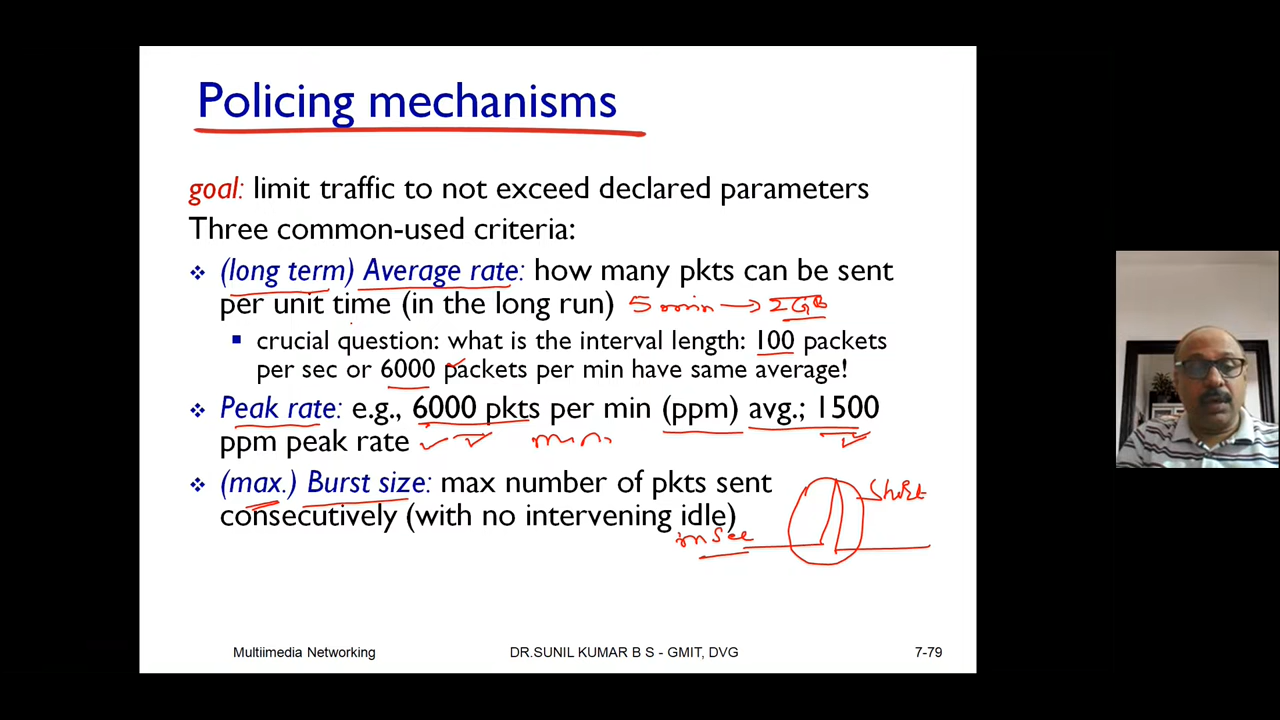 Policing mechanisms
goal: limit traffic to not exceed declared parameters
Three common-used criteria:
(long term) Average rate: how many pkts can be sent
per unit time (in the long run) 5 min → 2GB
crucial question: what is the interval length: 100 packets
per sec or 6000 packets per min have same average!
Peak rate: e.g., 6000 pkts per min (ppm) avg.; 1500
ppm peak rate min
(max.) Burst size: max number of pkts sent
short
consecutively (with no intervening idle)
msec
Multiimedia Networking DR.SUNIL KUMAR B S - GMIT, DVG 7-79